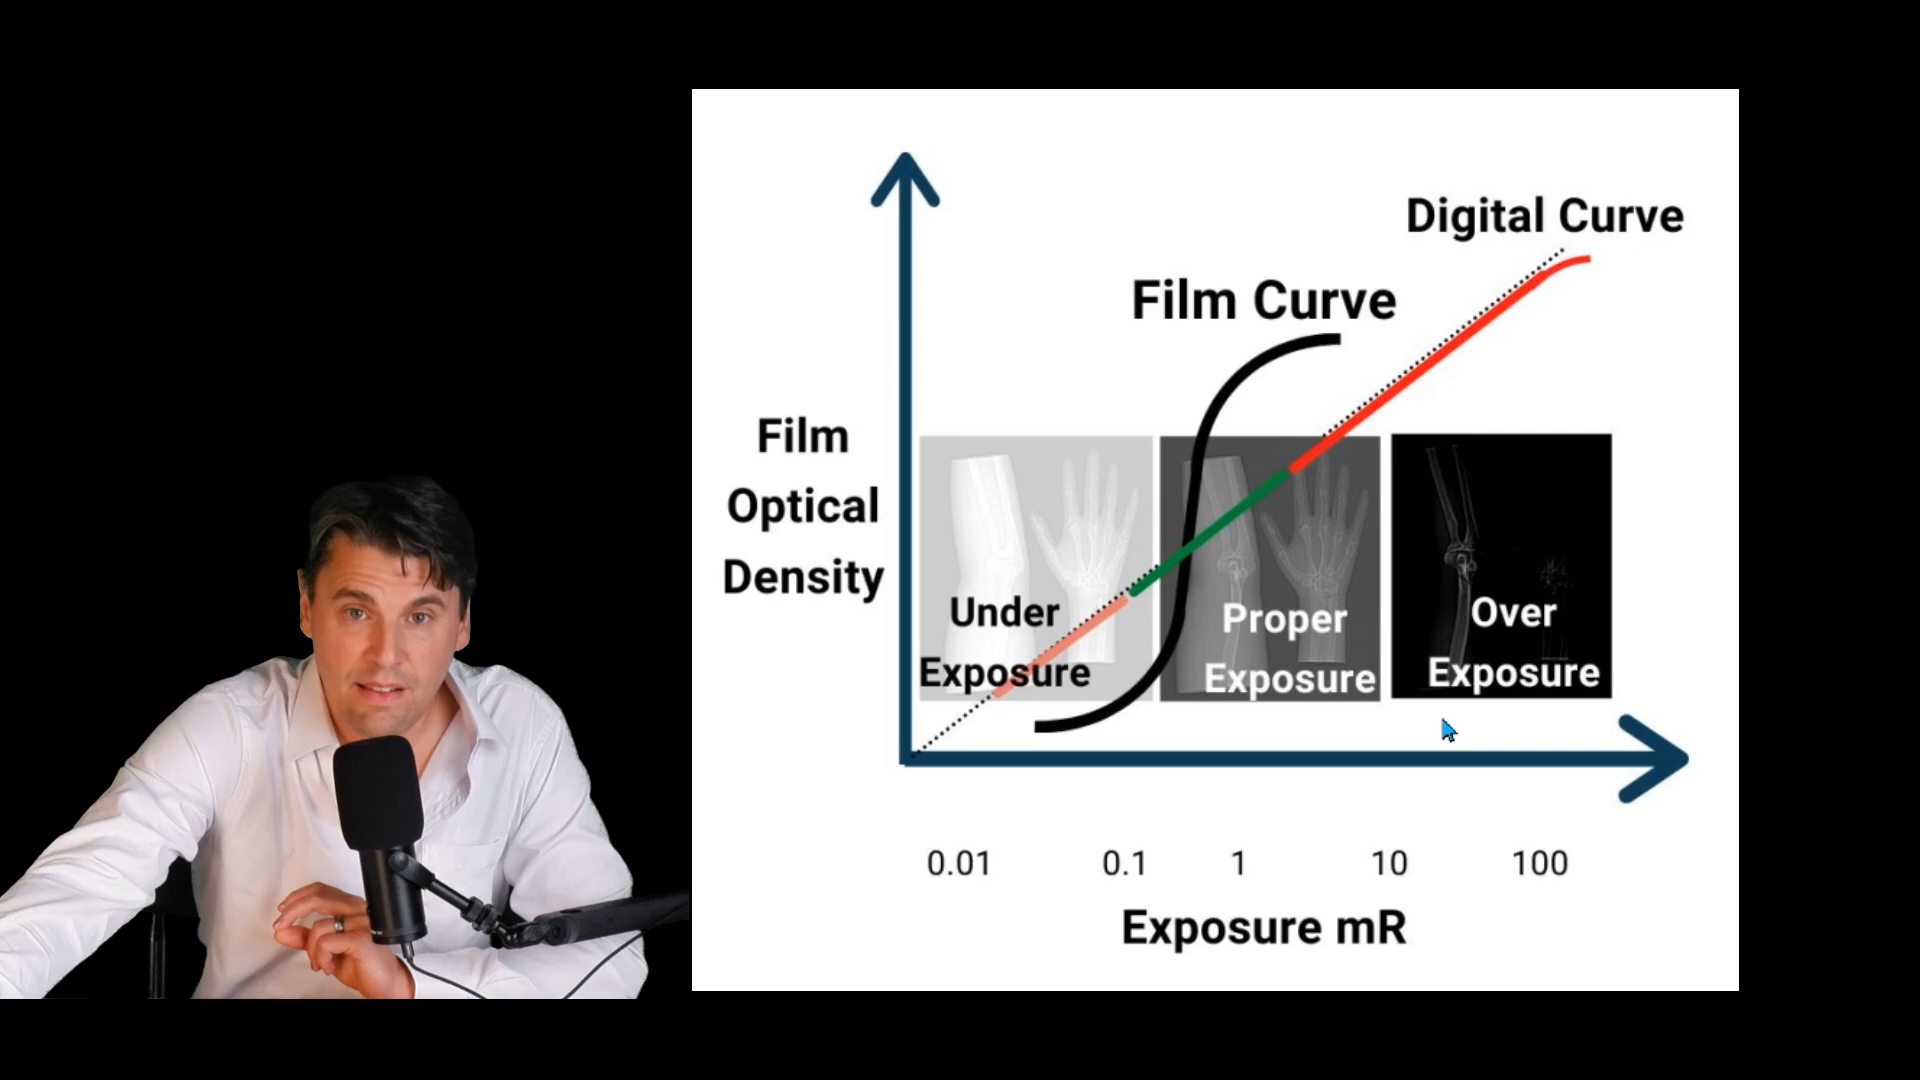 Digital Curve
Film Curve
Film
Optical
Density
Under
Exposure
Proper
Exposure
Over
Exposure
0.01 0.1 1 10 100
Exposure mR